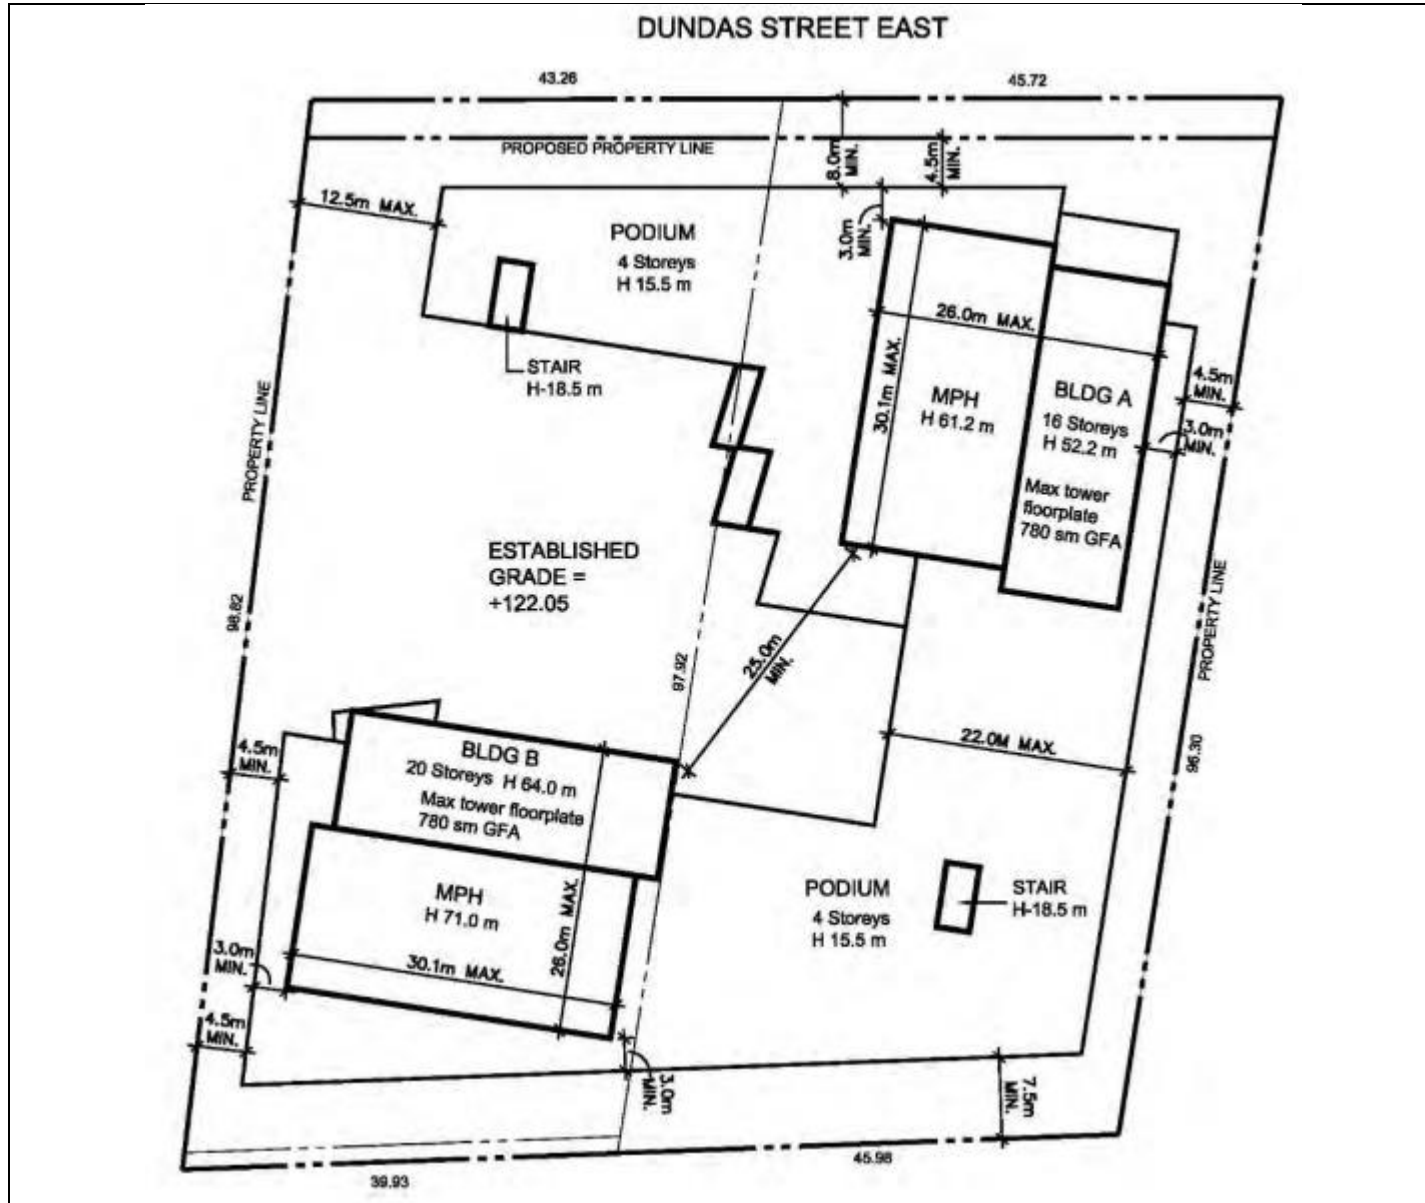 DUNDAS STREET EAST
43.26
45.72
PROPOSED PROPERTY LINE
8.0m
MIN.
4.5m
MIN.
12.5m MAX.
PODIUM
4 Storeys
H 15.5 m
3.0m
MIN.
STAIR
H-18.5 m
26.0m MAX.
30.1m MAX.
MPH
H 61.2 m
BLDG A
16 Storeys
H 52.2 m
Max tower
floorplate
780 sm GFA
4.5m
MIN.
3.0m
MIN.
PROPERTY LINE
98.82
ESTABLISHED
GRADE =
+122.05
97.92
25.0m
MIN.
PROPERTY LINE
96.30
22.0M MAX.
4.5m
MIN.
BLDG B
20 Storeys H 64.0 m
Max tower floorplate
780 sm GFA
MPH
H 71.0 m
26.0m MAX.
30.1m MAX.
3.0m
MIN.
4.5m
MIN.
PODIUM
4 Storeys
H 15.5 m
STAIR
H-18.5 m
3.0m
MIN.
7.5m
MIN.
39.93
45.98